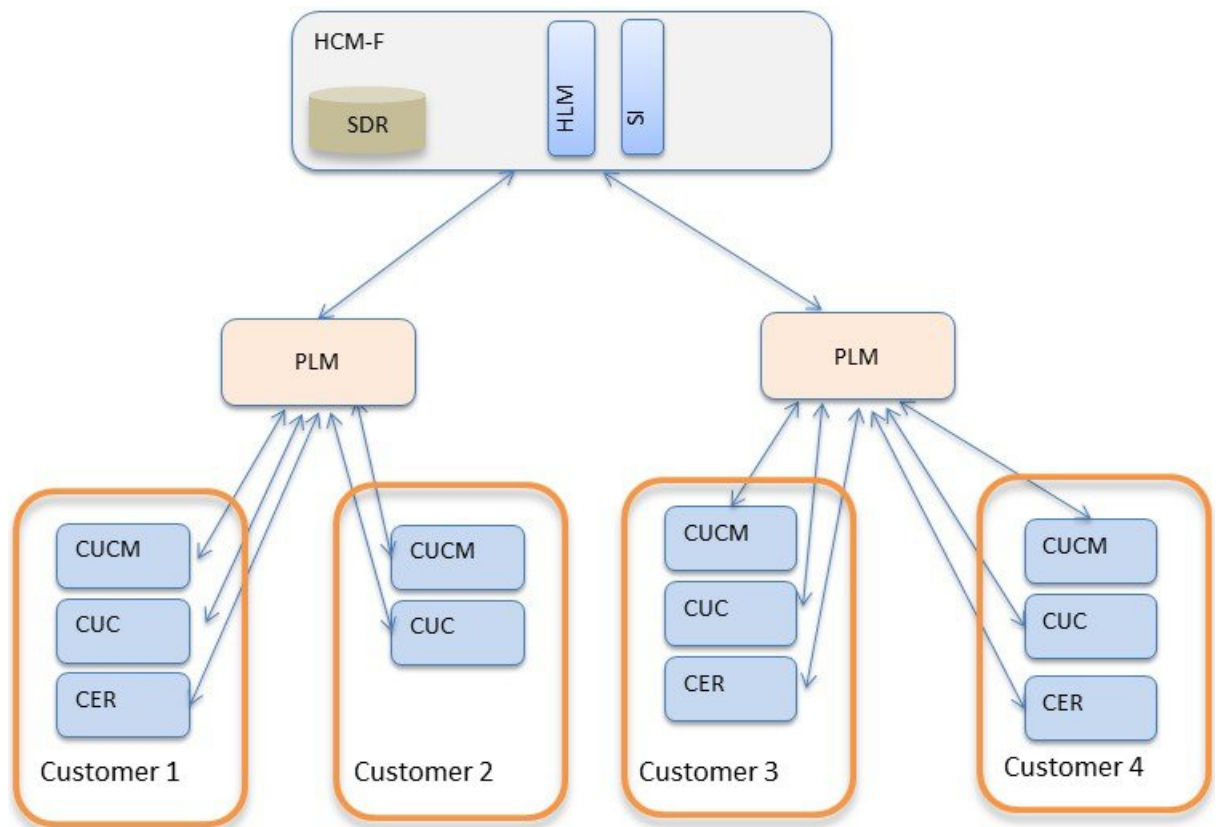 HCM-F
SDR
HLM
SI
PLM
PLM
CUCM
CUC
CER
Customer 1
CUCM
CUC
Customer 2
CUCM
CUC
CER
Customer 3
CUCM
CUC
CER
Customer 4